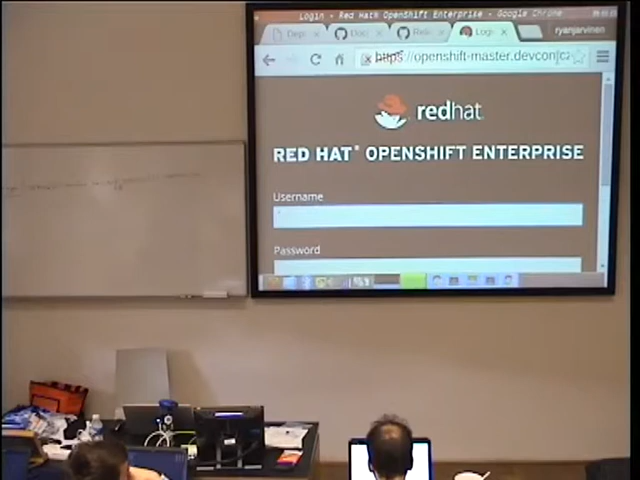 Login - Red Hat OpenShift Enterprise - Google Chrome
ryanjarvinen
https://openshift-master.devcon
redhat
RED HAT® OPENSHIFT ENTERPRISE
Username
Password